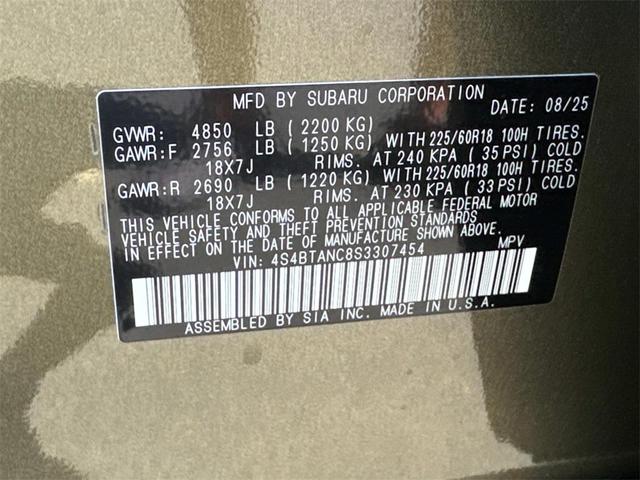 MFD BY SUBARU CORPORATION DATE: 08/25
GVWR: 4850 LB (2200 KG)
GAWR:F 2756 LB (1250 KG) WITH 225/60R18 100H TIRES.
18X7J RIMS. AT 240 KPA (35 PSI) COLD
GAWR:R 2690 LB (1220 KG) WITH 225/60R18 100H TIRES.
18X7J RIMS. AT 230 KPA (33 PSI) COLD
THIS VEHICLE CONFORMS TO ALL APPLICABLE FEDERAL MOTOR
VEHICLE SAFETY AND THEFT PREVENTION STANDARDS
IN EFFECT ON THE DATE OF MANUFACTURE SHOWN ABOVE.
VIN: 4S4BTANC8S3307454 MPV
ASSEMBLED BY SIA INC. MADE IN U.S.A.